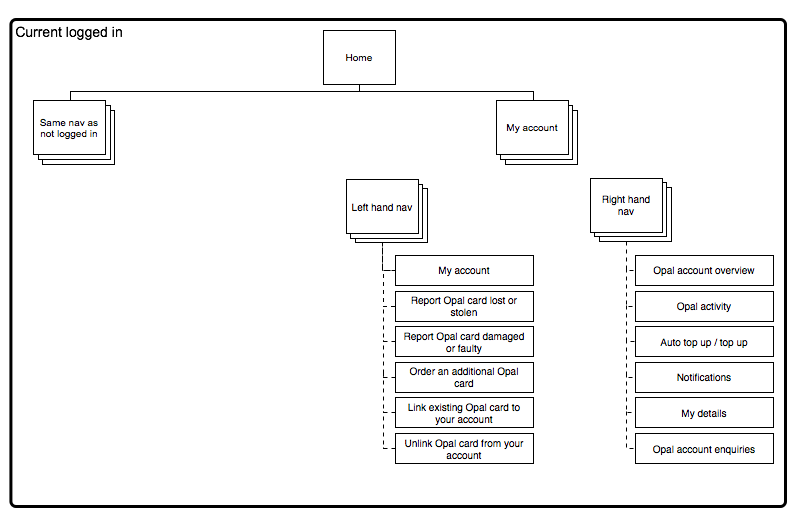 Current logged in
Home
Same nav as
not logged in
My account
Left hand nav
Right hand
nav
My account
Report Opal card lost or
stolen
Report Opal card damaged
or faulty
Order an additional Opal
card
Link existing Opal card to
your account
Unlink Opal card from your
account
Opal account overview
Opal activity
Auto top up / top up
Notifications
My details
Opal account enquiries